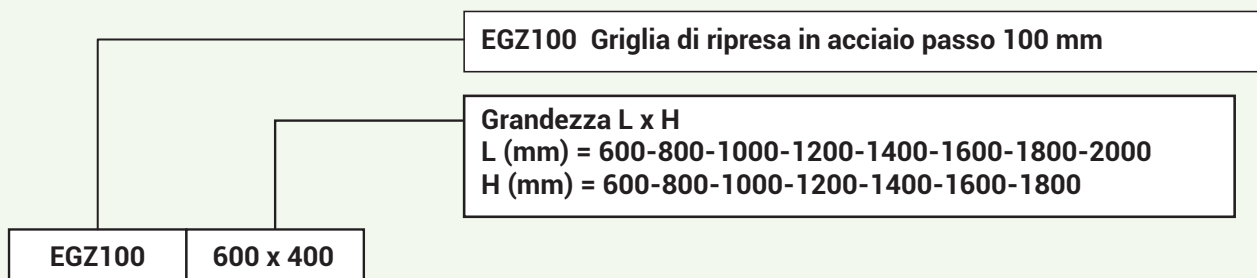 EGZ100 Griglia di ripresa in acciaio passo 100 mm
Grandezza L x H
L (mm) = 600-800-1000-1200-1400-1600-1800-2000
H (mm) = 600-800-1000-1200-1400-1600-1800
EGZ100 600 x 400